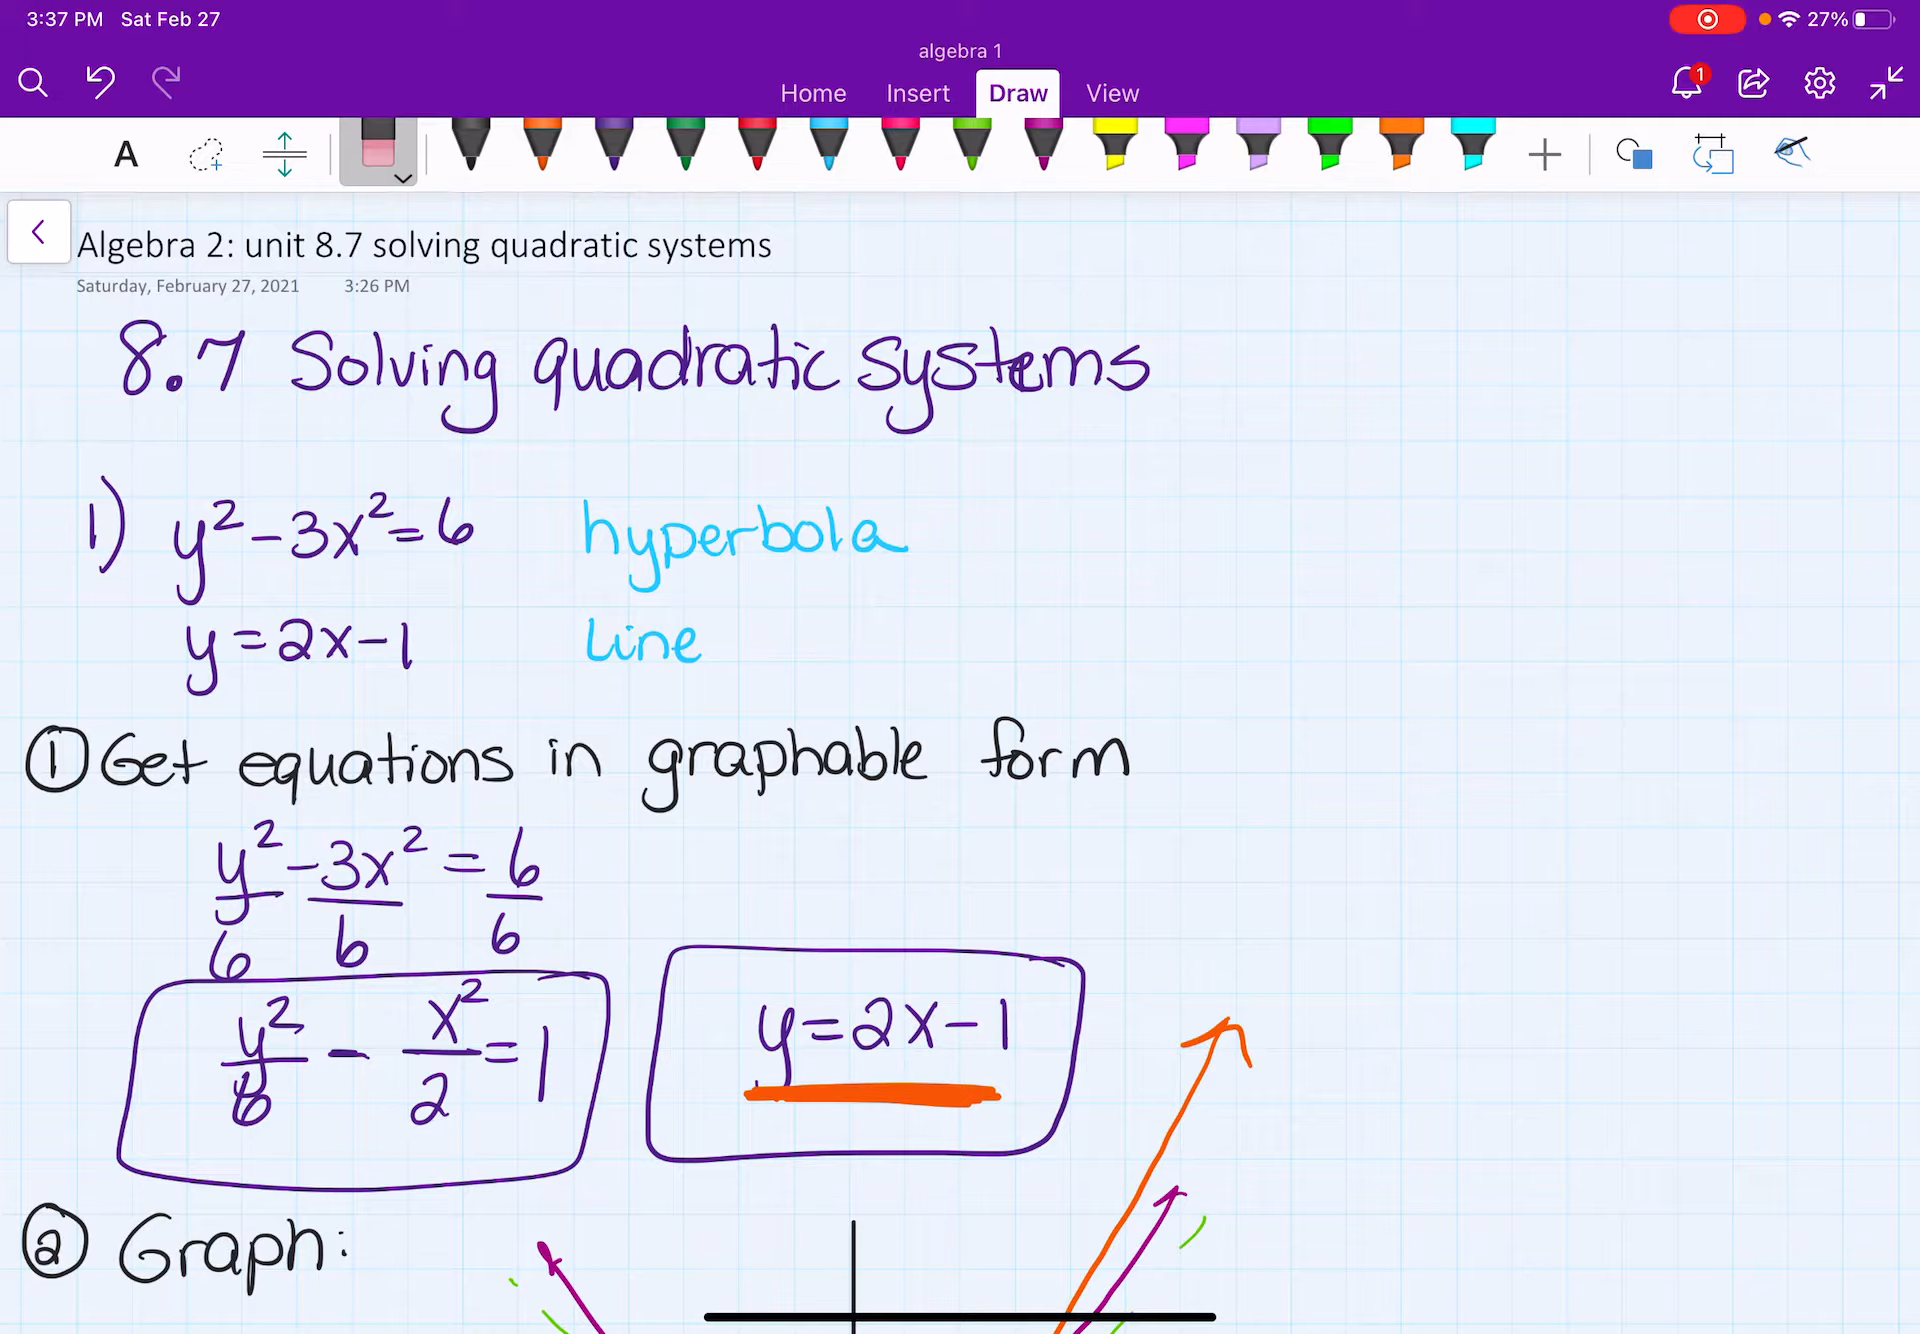 3:37 PM Sat Feb 27
27%
algebra 1
Home Insert Draw View
1
A
Algebra 2: unit 8.7 solving quadratic systems
Saturday, February 27, 2021 3:26 PM
8.7 Solving quadratic systems
1) y²-3x²=6 hyperbola
y=2x-1 Line
① Get equations in graphable form
y²/6 - 3x²/6 = 6/6
y²/6 - x²/2 = 1
y=2x-1
② Graph: